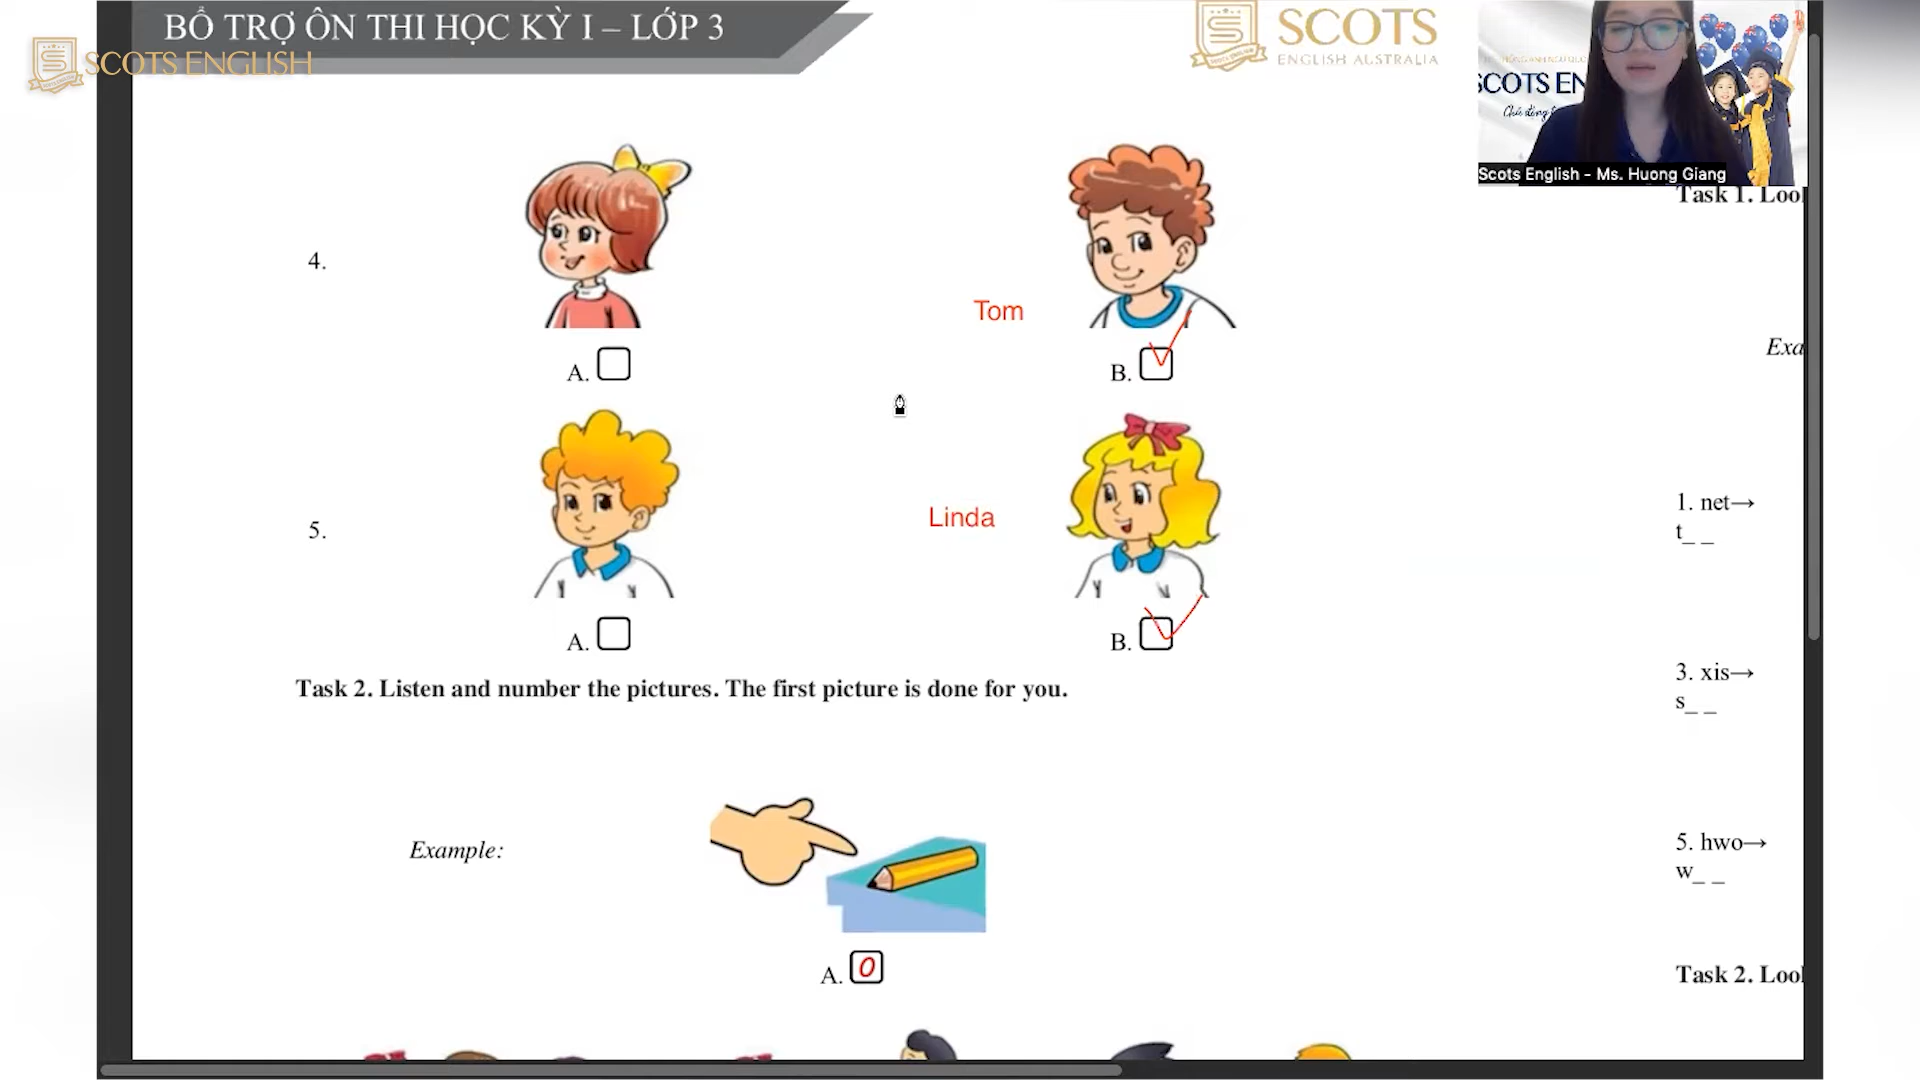 BỔ TRỢ ÔN THI HỌC KỲ I – LỚP 3
SCOTS ENGLISH
SCOTS
ENGLISH AUSTRALIA
SCOTS EN
Scots English - Ms. Huong Giang
4.
Tom
A.
B.
5.
Linda
A.
B.
Task 2. Listen and number the pictures. The first picture is done for you.
Example:
A. 0
Task 1. Loo
Exa
1. net→
t_ _
3. xis→
s_ _
5. hwo→
w_ _
Task 2. Loo